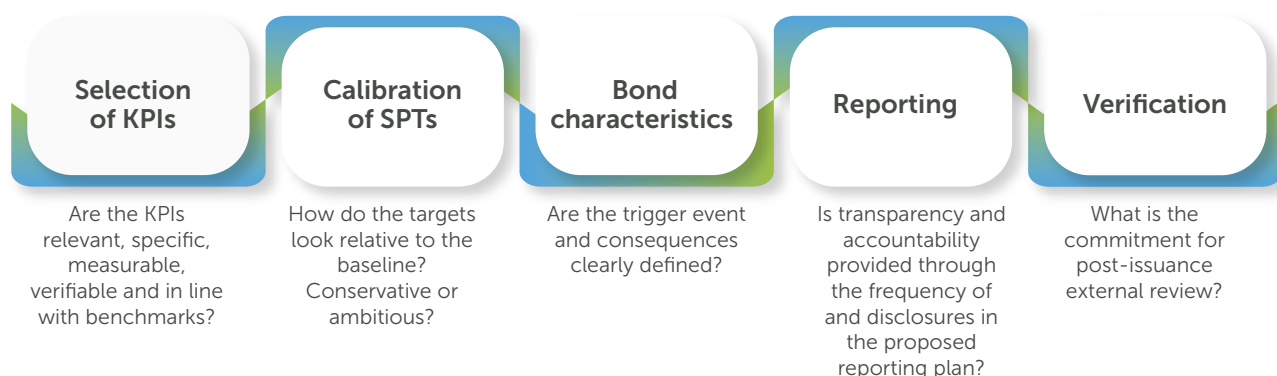 Selection
of KPIs
Are the KPIs
relevant, specific,
measurable,
verifiable and in line
with benchmarks?
Calibration
of SPTs
How do the targets
look relative to the
baseline?
Conservative or
ambitious?
Bond
characteristics
Are the trigger event
and consequences
clearly defined?
Reporting
Is transparency and
accountability
provided through
the frequency of
and disclosures in
the proposed
reporting plan?
Verification
What is the
commitment for
post-issuance
external review?